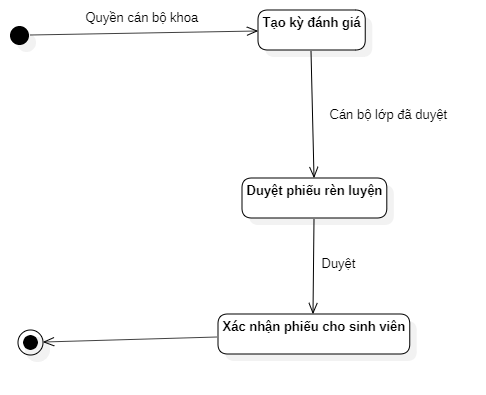 Quyền cán bộ khoa
Tạo kỳ đánh giá
Cán bộ lớp đã duyệt
Duyệt phiếu rèn luyện
Duyệt
Xác nhận phiếu cho sinh viên